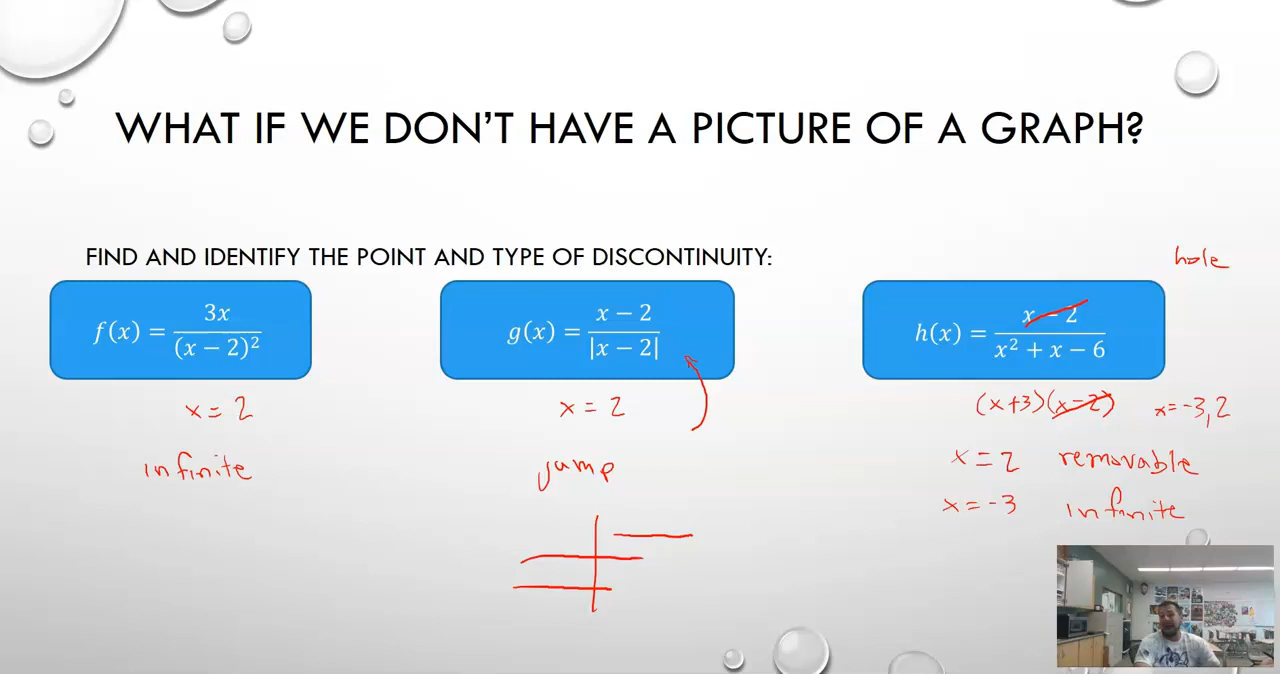 WHAT IF WE DON'T HAVE A PICTURE OF A GRAPH?
FIND AND IDENTIFY THE POINT AND TYPE OF DISCONTINUITY:
hole
f(x) = 3x / (x − 2)²
x = 2
infinite
g(x) = x − 2 / |x − 2|
x = 2
jump
h(x) = x − 2 / x² + x − 6
(x+3)(x−2) x=−3,2
x = 2 removable
x = −3 infinite